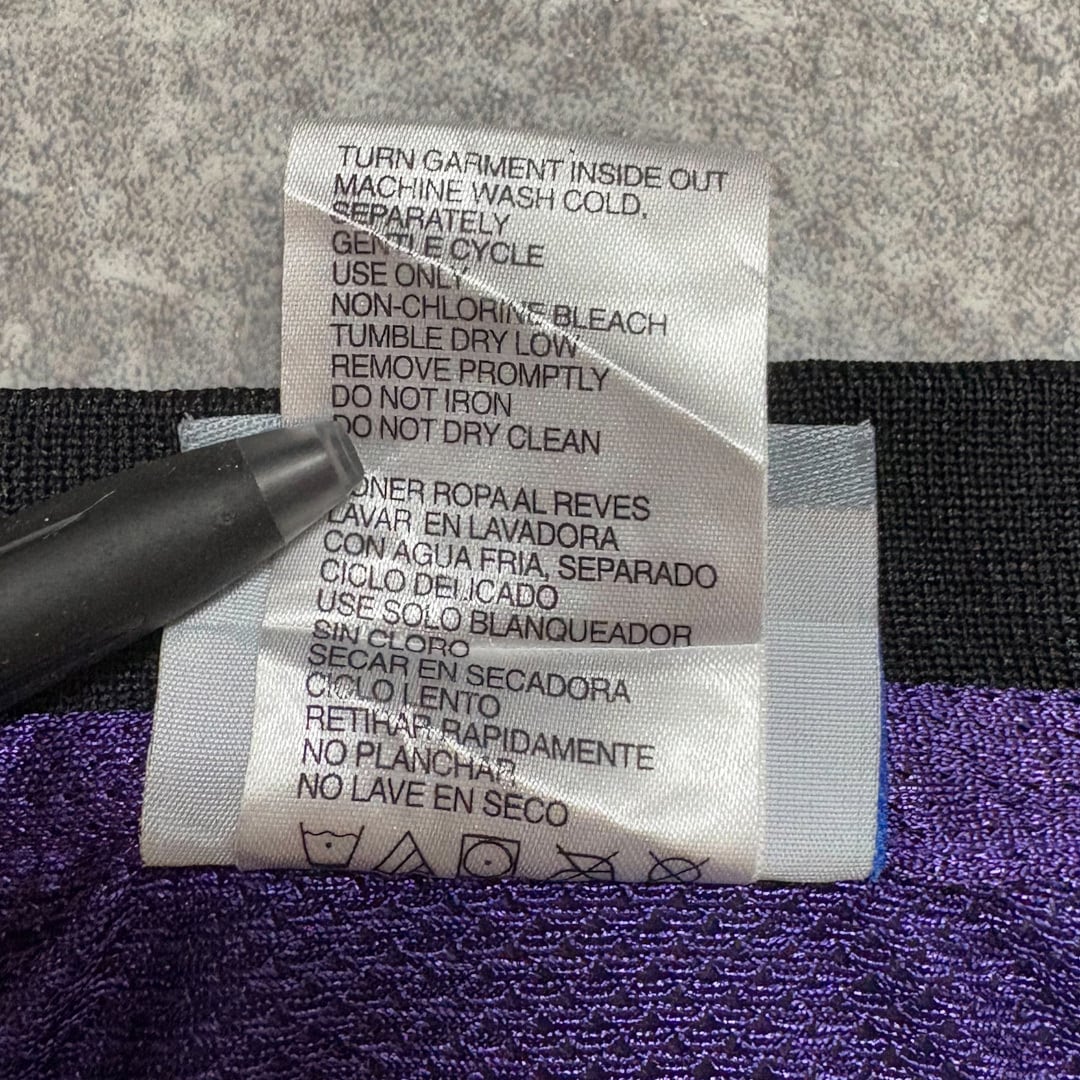 TURN GARMENT INSIDE OUT
MACHINE WASH COLD,
SEPARATELY
GENTLE CYCLE
USE ONLY
NON-CHLORINE BLEACH
TUMBLE DRY LOW
REMOVE PROMPTLY
DO NOT IRON
DO NOT DRY CLEAN
PONER ROPA AL REVES
LAVAR EN LAVADORA
CON AGUA FRIA, SEPARADO
CICLO DELICADO
USE SOLO BLANQUEADOR
SIN CLORO
SECAR EN SECADORA
CICLO LENTO
RETIRAR RAPIDAMENTE
NO PLANCHAR
NO LAVE EN SECO